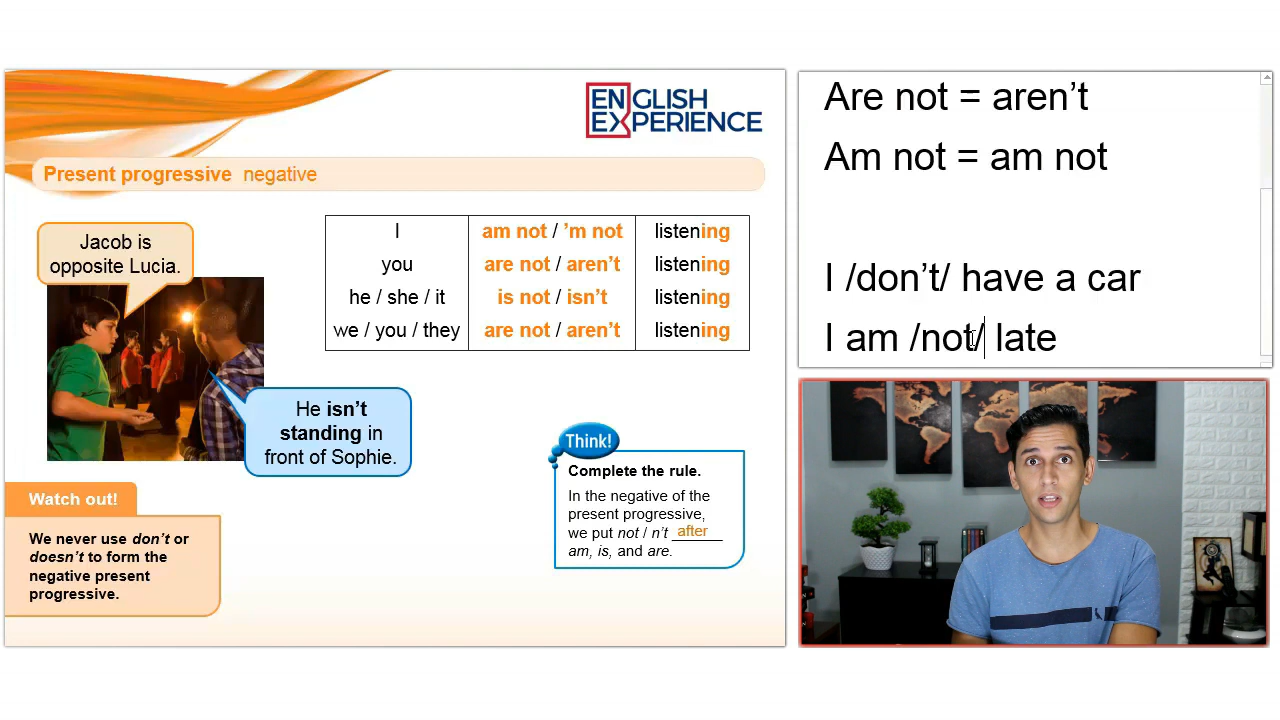 ENGLISH
EXPERIENCE
Present progressive negative
Jacob is
opposite Lucia.
I am not / ’m not listening
you are not / aren’t listening
he / she / it is not / isn’t listening
we / you / they are not / aren’t listening
He isn’t
standing in
front of Sophie.
Think!
Complete the rule.
In the negative of the
present progressive,
we put not / n’t after
am, is, and are.
Watch out!
We never use don’t or
doesn’t to form the
negative present
progressive.
Are not = aren’t
Am not = am not
I /don’t/ have a car
I am /not/ late